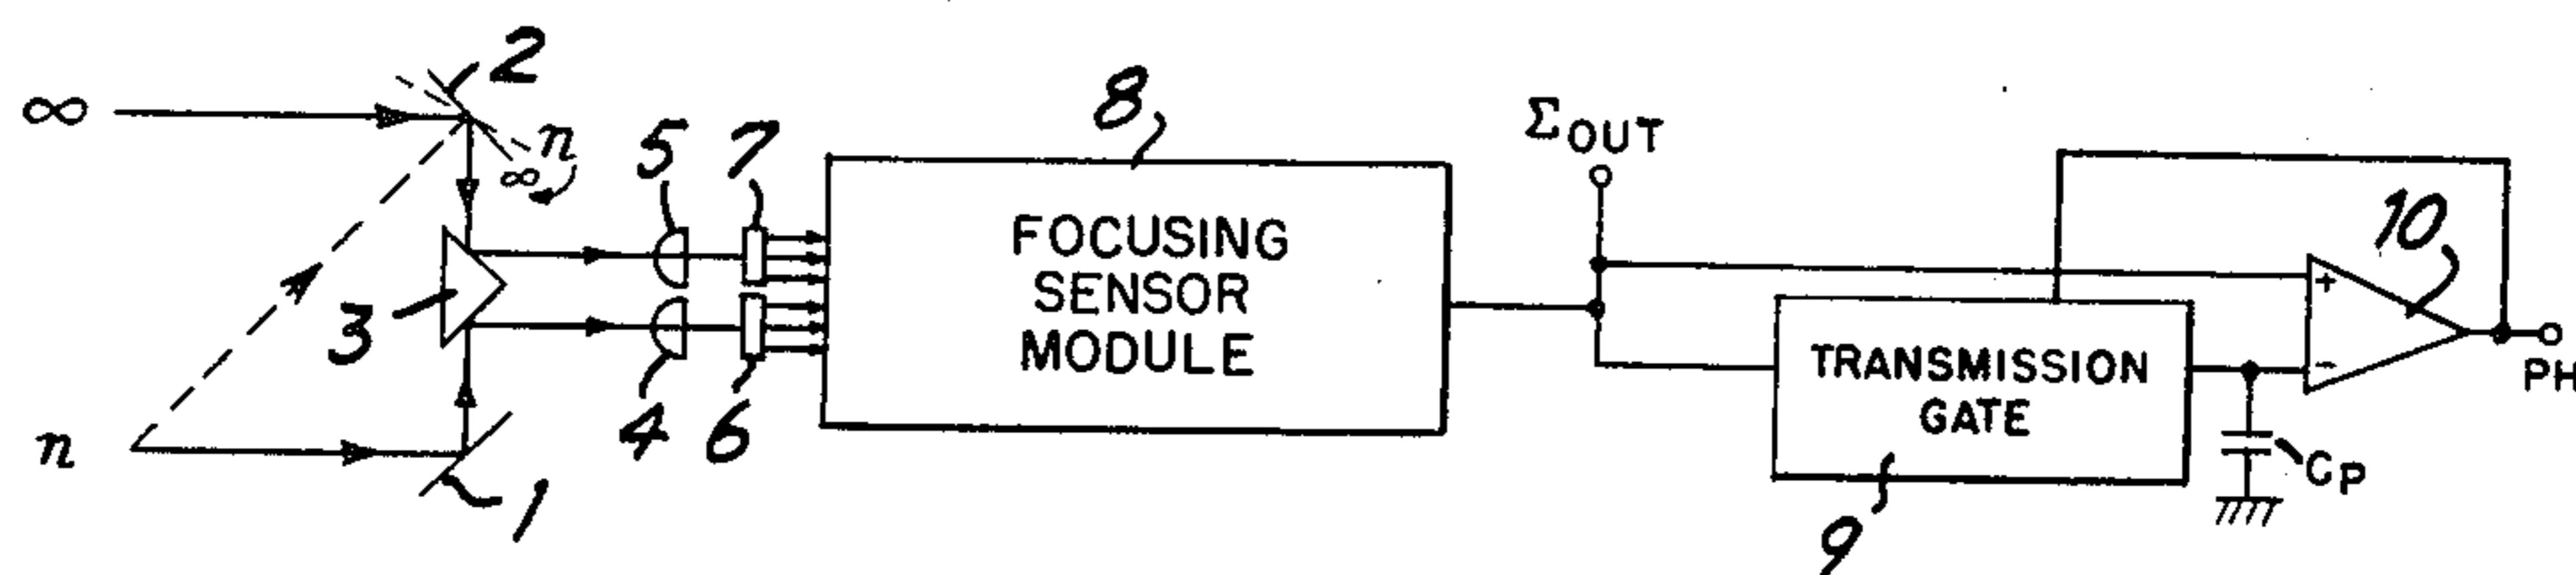 2
∞
n
∞
5
7
8
Σ OUT
10
FOCUSING
SENSOR
MODULE
3
+
-
TRANSMISSION
GATE
PH
n
1
4
6
9
CP